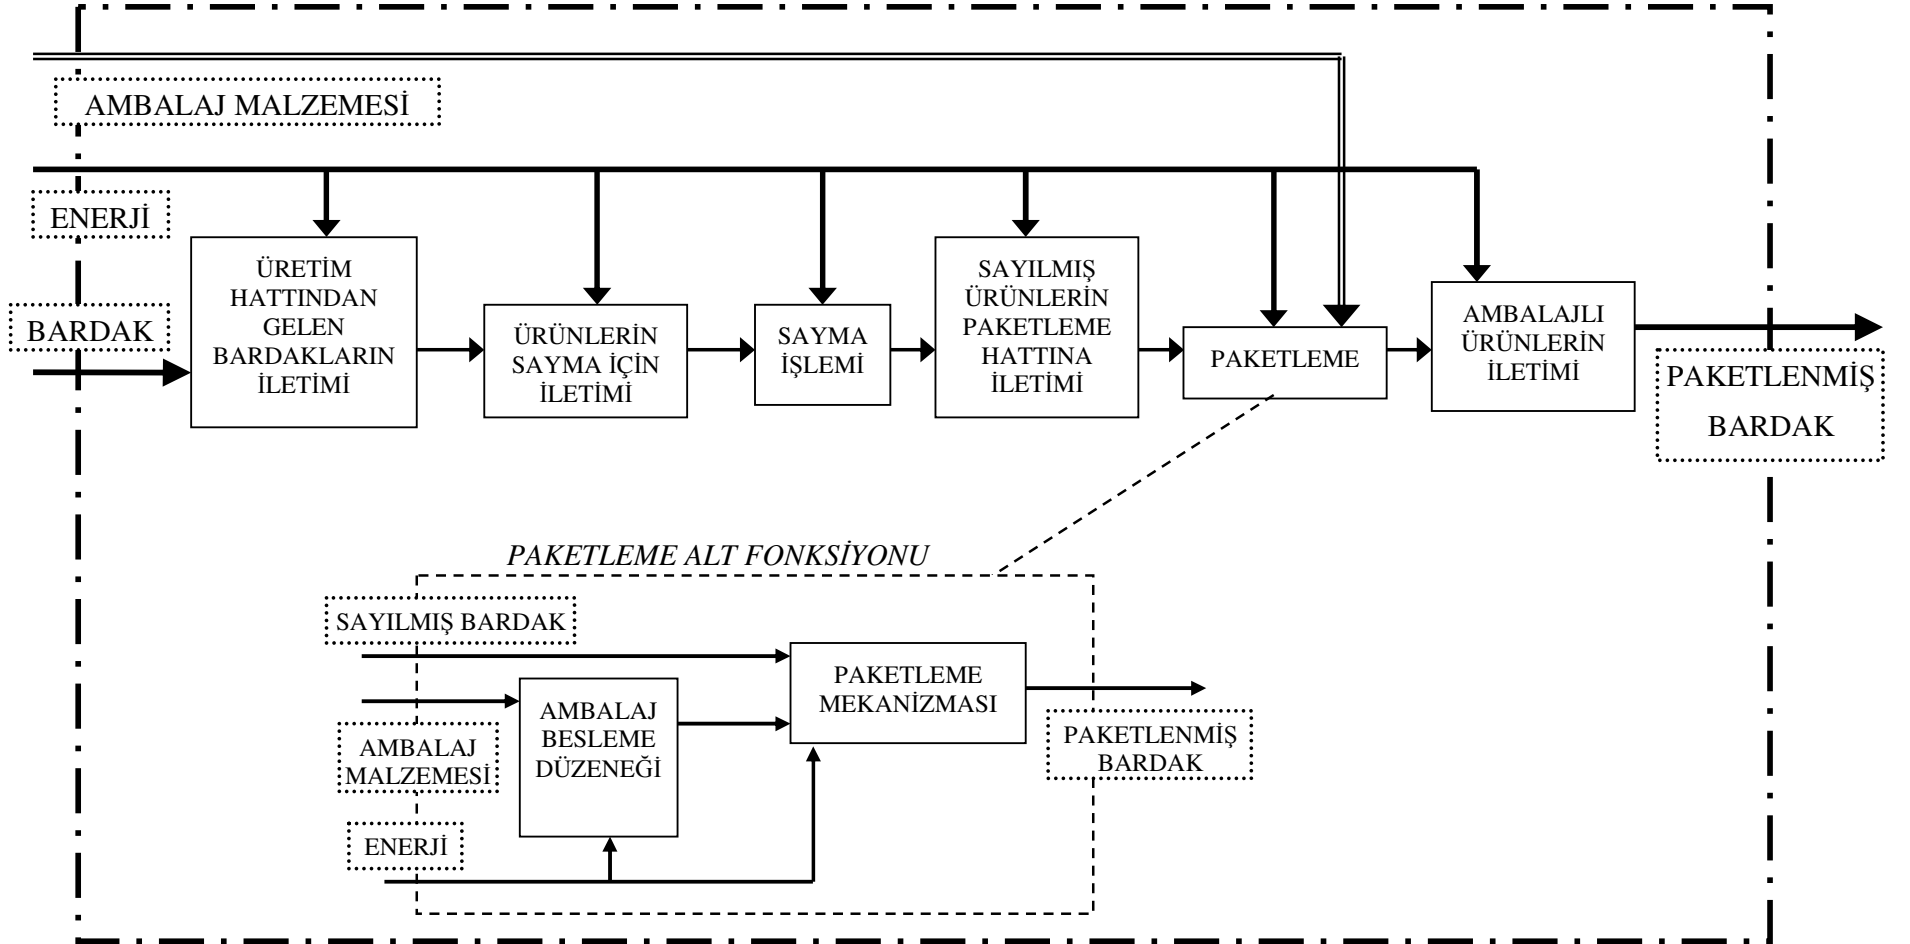 AMBALAJ MALZEMESİ
ENERJİ
BARDAK
ÜRETİM
HATTINDAN
GELEN
BARDAKLARIN
İLETİMİ
ÜRÜNLERİN
SAYMA İÇİN
İLETİMİ
SAYMA
İŞLEMİ
SAYILMIŞ
ÜRÜNLERİN
PAKETLEME
HATTINA
İLETİMİ
PAKETLEME
AMBALAJLI
ÜRÜNLERİN
İLETİMİ
PAKETLENMİŞ
BARDAK
PAKETLEME ALT FONKSİYONU
SAYILMIŞ BARDAK
AMBALAJ
MALZEMESİ
ENERJİ
AMBALAJ
BESLEME
DÜZENEĞİ
PAKETLEME
MEKANİZMASI
PAKETLENMİŞ
BARDAK